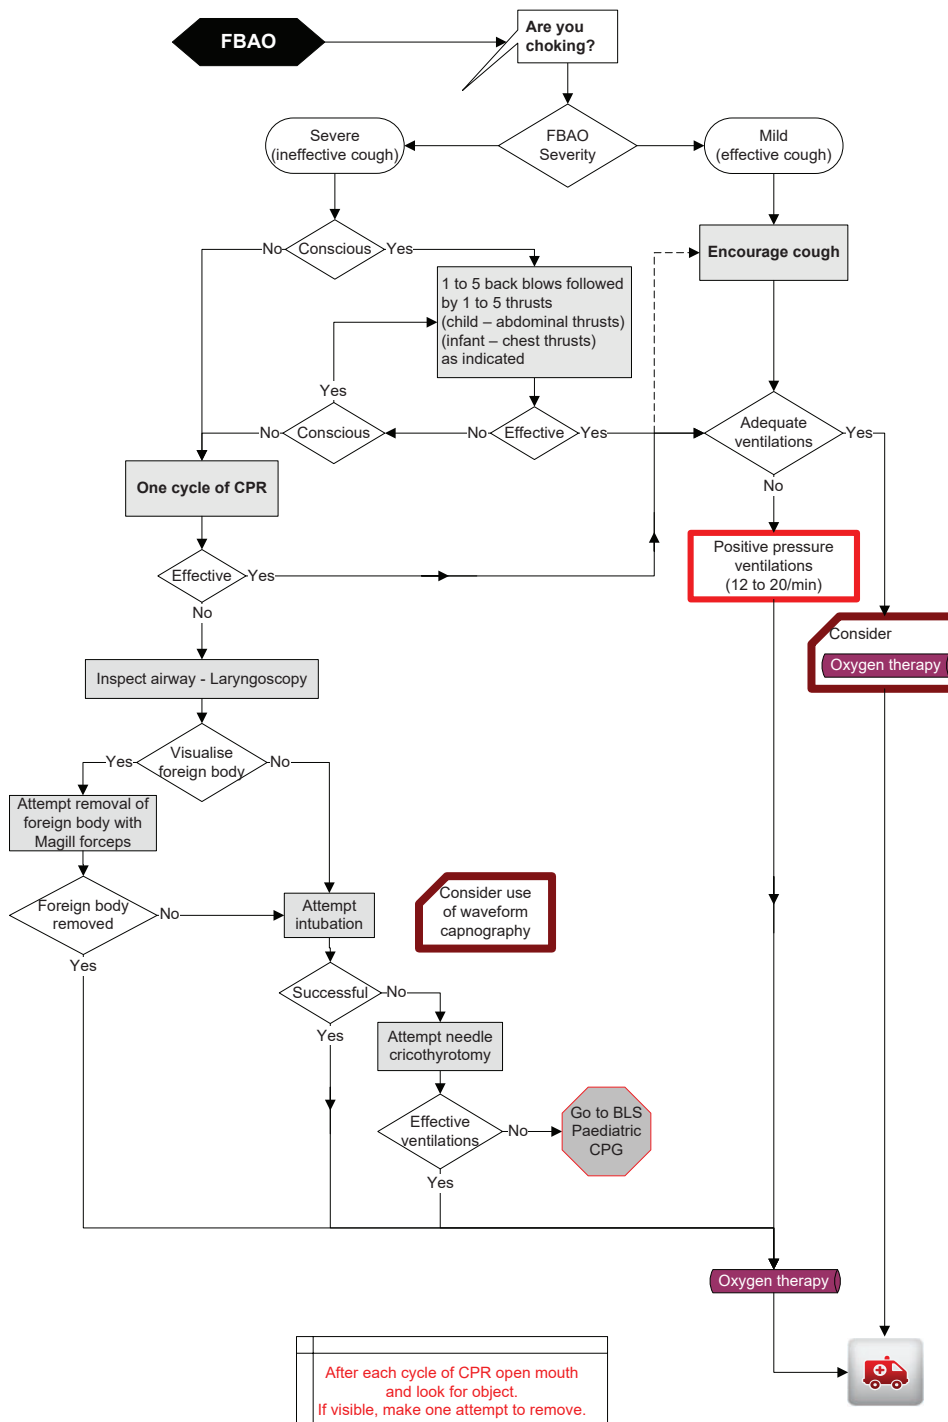 FBAO
Are you
choking?
Severe
(ineffective cough)
FBAO
Severity
Mild
(effective cough)
No
Conscious
Yes
Encourage cough
1 to 5 back blows followed
by 1 to 5 thrusts
(child – abdominal thrusts)
(infant – chest thrusts)
as indicated
Yes
No
Conscious
No
Effective
Yes
Adequate
ventilations
Yes
No
One cycle of CPR
Positive pressure
ventilations
(12 to 20/min)
Effective
Yes
No
Consider
Oxygen therapy
Inspect airway - Laryngoscopy
Yes
Visualise
foreign body
No
Attempt removal of
foreign body with
Magill forceps
Foreign body
removed
No
Yes
Attempt
intubation
Consider use
of waveform
capnography
Successful
No
Yes
Attempt needle
cricothyrotomy
Effective
ventilations
No
Yes
Go to BLS
Paediatric
CPG
Oxygen therapy
After each cycle of CPR open mouth
and look for object.
If visible, make one attempt to remove.